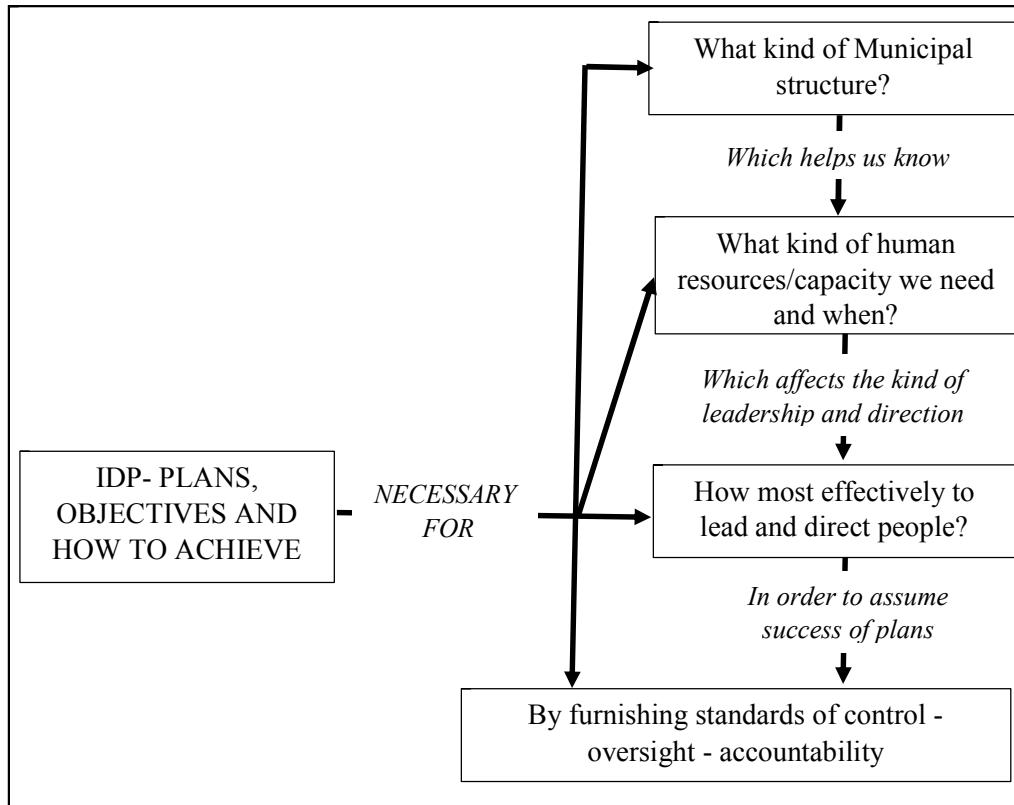 What kind of Municipal
structure?
Which helps us know
What kind of human
resources/capacity we need
and when?
Which affects the kind of
leadership and direction
IDP- PLANS,
OBJECTIVES AND
HOW TO ACHIEVE
NECESSARY
FOR
How most effectively to
lead and direct people?
In order to assume
success of plans
By furnishing standards of control -
oversight - accountability